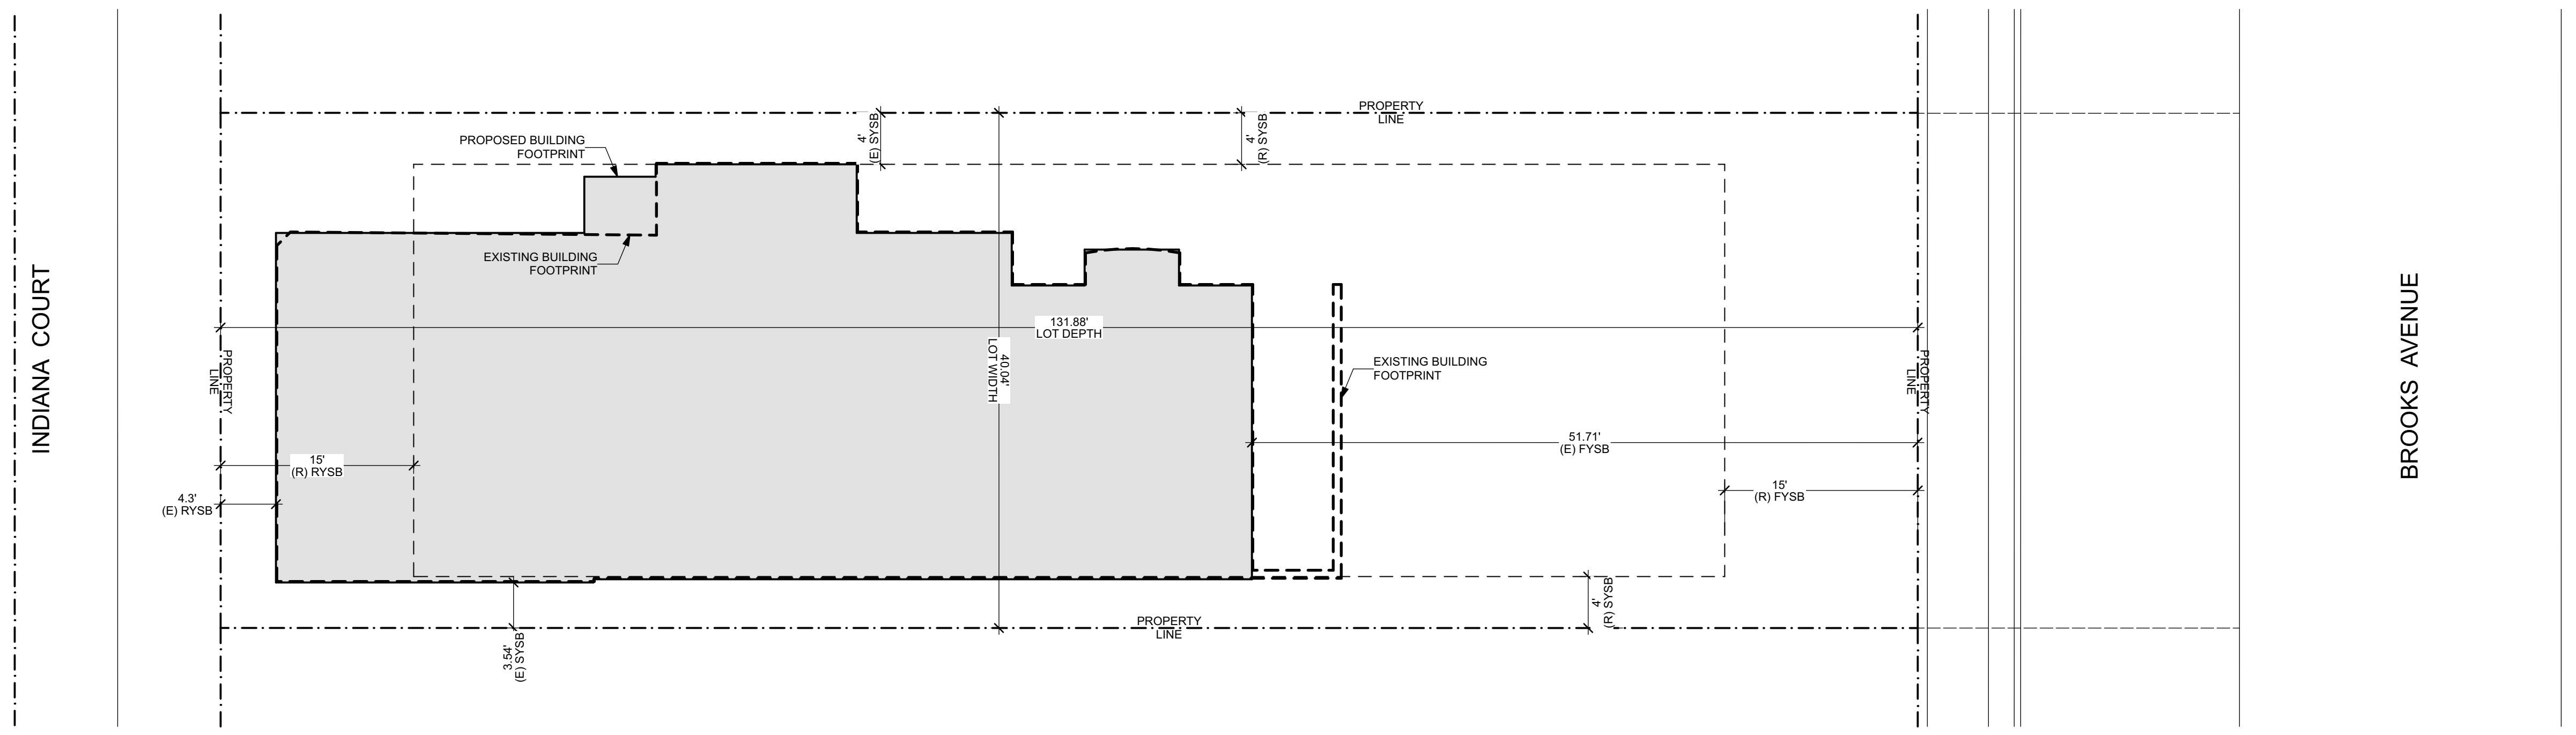 PROPERTY
LINE
4'
(E) SYSB
4'
(R) SYSB
PROPOSED BUILDING
FOOTPRINT
EXISTING BUILDING
FOOTPRINT
INDIANA COURT
131.88'
LOT DEPTH
40.04'
LOT WIDTH
PROPERTY
LINE
EXISTING BUILDING
FOOTPRINT
PROPERTY
LINE
BROOKS AVENUE
51.71'
(E) FYSB
15'
(R) RYSB
15'
(R) FYSB
4.3'
(E) RYSB
4'
(R) SYSB
PROPERTY
LINE
3.54'
(E) SYSB